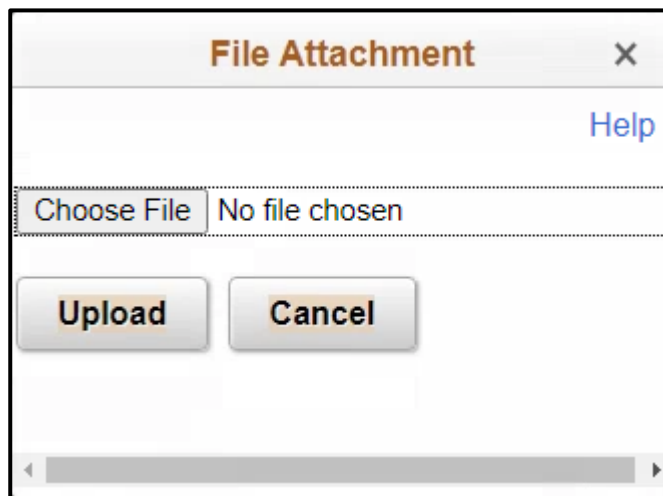 File Attachment ×
Help
Choose File No file chosen
Upload Cancel